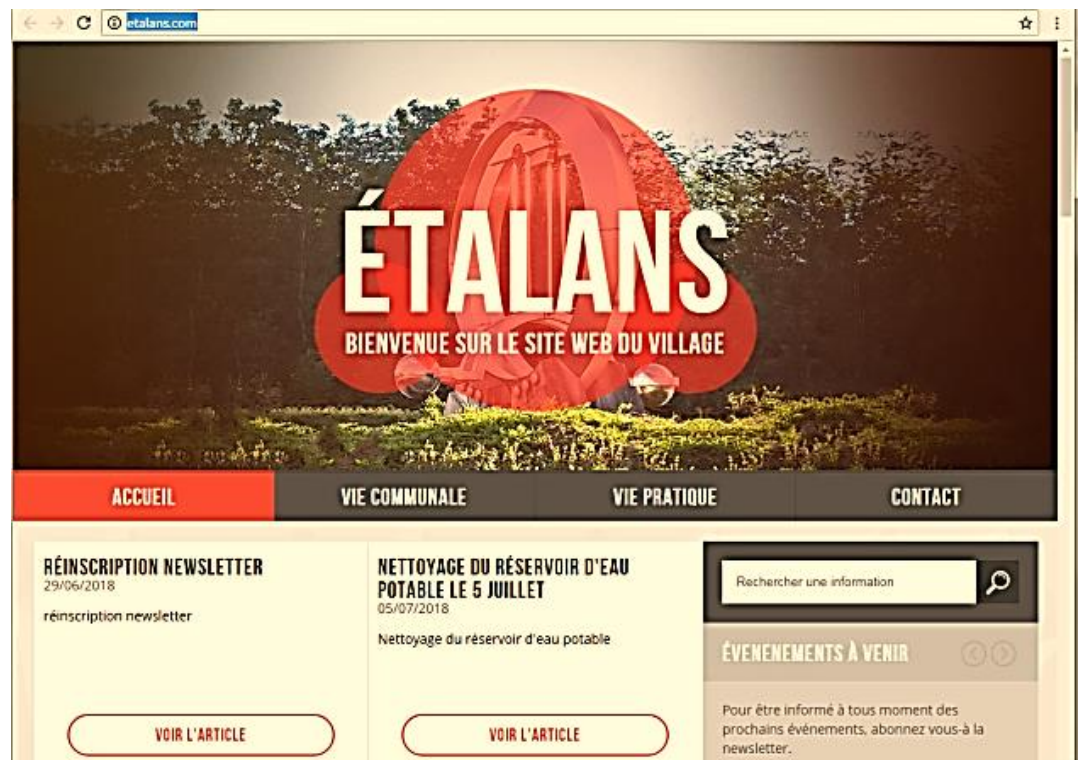 etalans.com
ÉTALANS
BIENVENUE SUR LE SITE WEB DU VILLAGE
ACCUEIL
VIE COMMUNALE
VIE PRATIQUE
CONTACT
RÉINSCRIPTION NEWSLETTER
29/06/2018
réinscription newsletter
VOIR L'ARTICLE
NETTOYAGE DU RÉSERVOIR D'EAU
POTABLE LE 5 JUILLET
05/07/2018
Nettoyage du réservoir d'eau potable
VOIR L'ARTICLE
Rechercher une information
ÉVENENEMENTS À VENIR
Pour être informé à tous moment des
prochains événements, abonnez vous-à la
newsletter.